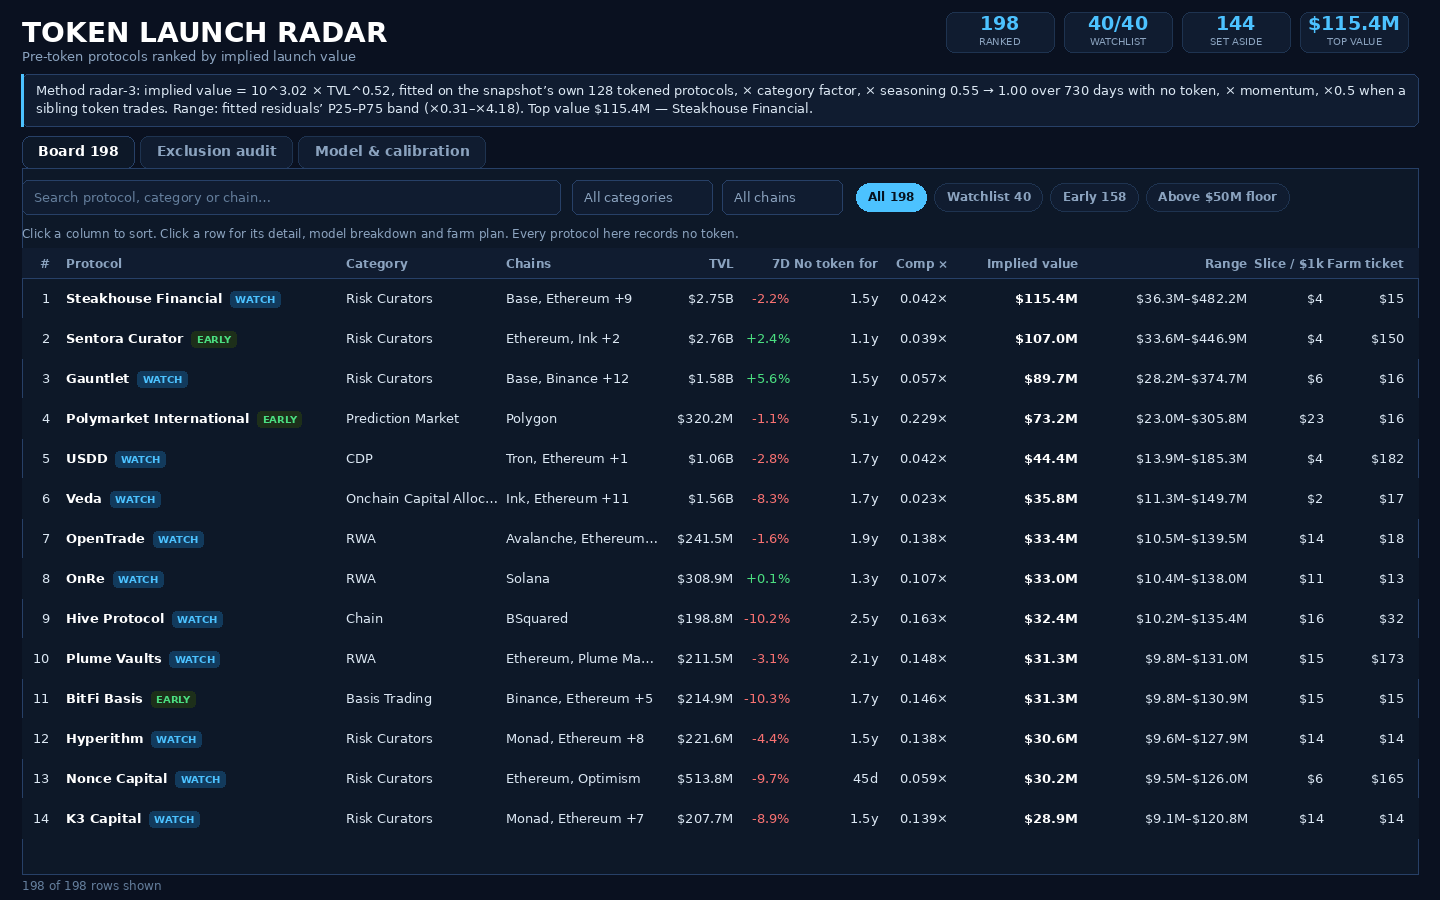 TOKEN LAUNCH RADAR
Pre-token protocols ranked by implied launch value
198 RANKED
40/40 WATCHLIST
144 SET ASIDE
$115.4M TOP VALUE
Method radar-3: implied value = 10^3.02 × TVL^0.52, fitted on the snapshot’s own 128 tokened protocols, × category factor, × seasoning 0.55 → 1.00 over 730 days with no token, × momentum, ×0.5 when a
sibling token trades. Range: fitted residuals’ P25–P75 band (×0.31–×4.18). Top value $115.4M — Steakhouse Financial.
Board 198 Exclusion audit Model & calibration
Search protocol, category or chain… All categories All chains All 198 Watchlist 40 Early 158 Above $50M floor
Click a column to sort. Click a row for its detail, model breakdown and farm plan. Every protocol here records no token.
# Protocol Category Chains TVL 7D No token for Comp × Implied value Range Slice / $1k Farm ticket
1 Steakhouse Financial WATCH Risk Curators Base, Ethereum +9 $2.75B -2.2% 1.5y 0.042× $115.4M $36.3M–$482.2M $4 $15
2 Sentora Curator EARLY Risk Curators Ethereum, Ink +2 $2.76B +2.4% 1.1y 0.039× $107.0M $33.6M–$446.9M $4 $150
3 Gauntlet WATCH Risk Curators Base, Binance +12 $1.58B +5.6% 1.5y 0.057× $89.7M $28.2M–$374.7M $6 $16
4 Polymarket International EARLY Prediction Market Polygon $320.2M -1.1% 5.1y 0.229× $73.2M $23.0M–$305.8M $23 $16
5 USDD WATCH CDP Tron, Ethereum +1 $1.06B -2.8% 1.7y 0.042× $44.4M $13.9M–$185.3M $4 $182
6 Veda WATCH Onchain Capital Alloc… Ink, Ethereum +11 $1.56B -8.3% 1.7y 0.023× $35.8M $11.3M–$149.7M $2 $17
7 OpenTrade WATCH RWA Avalanche, Ethereum… $241.5M -1.6% 1.9y 0.138× $33.4M $10.5M–$139.5M $14 $18
8 OnRe WATCH RWA Solana $308.9M +0.1% 1.3y 0.107× $33.0M $10.4M–$138.0M $11 $13
9 Hive Protocol WATCH Chain BSquared $198.8M -10.2% 2.5y 0.163× $32.4M $10.2M–$135.4M $16 $32
10 Plume Vaults WATCH RWA Ethereum, Plume Ma… $211.5M -3.1% 2.1y 0.148× $31.3M $9.8M–$131.0M $15 $173
11 BitFi Basis EARLY Basis Trading Binance, Ethereum +5 $214.9M -10.3% 1.7y 0.146× $31.3M $9.8M–$130.9M $15 $15
12 Hyperithm WATCH Risk Curators Monad, Ethereum +8 $221.6M -4.4% 1.5y 0.138× $30.6M $9.6M–$127.9M $14 $14
13 Nonce Capital WATCH Risk Curators Ethereum, Optimism $513.8M -9.7% 45d 0.059× $30.2M $9.5M–$126.0M $6 $165
14 K3 Capital WATCH Risk Curators Monad, Ethereum +7 $207.7M -8.9% 1.5y 0.139× $28.9M $9.1M–$120.8M $14 $14
198 of 198 rows shown